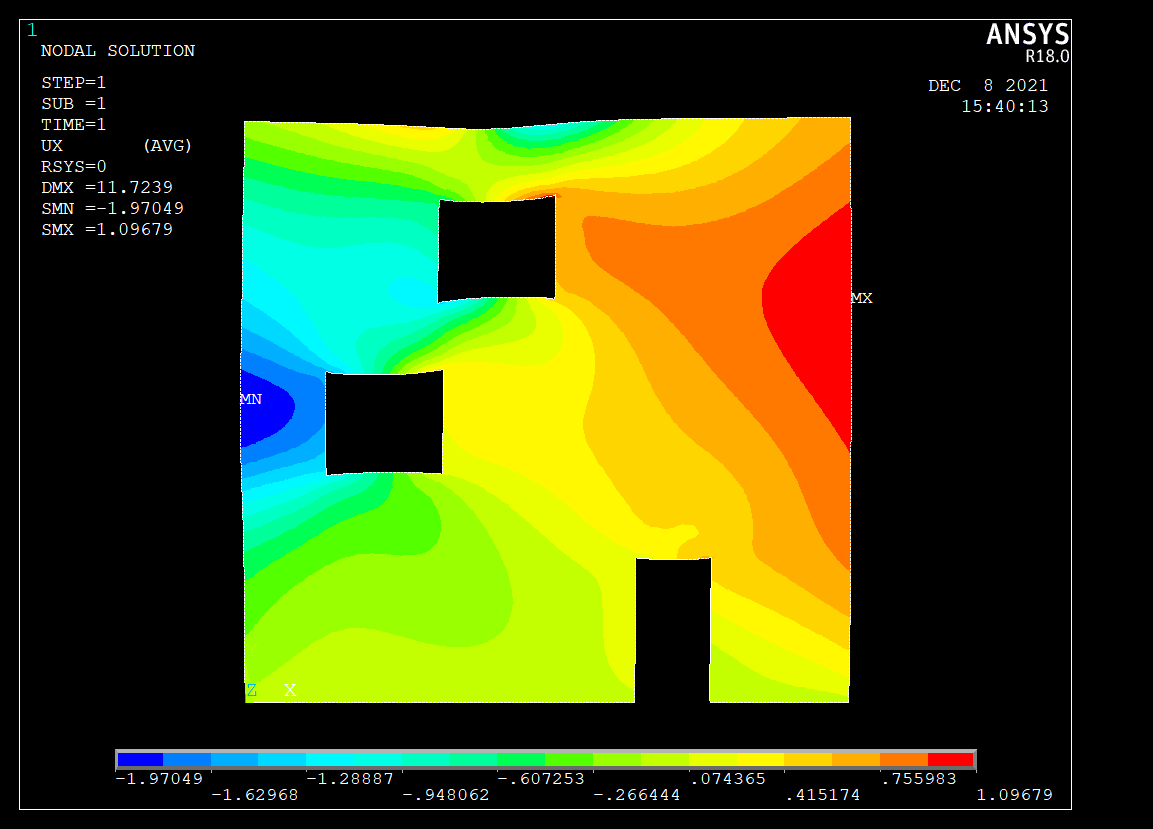 1
ANSYS
R18.0
NODAL SOLUTION
STEP=1
SUB =1
TIME=1
UX (AVG)
RSYS=0
DMX =11.7239
SMN =-1.97049
SMX =1.09679
DEC 8 2021
15:40:13
MX
MN
Z X
-1.97049 -1.28887 -.607253 .074365 .755983
-1.62968 -.948062 -.266444 .415174 1.09679